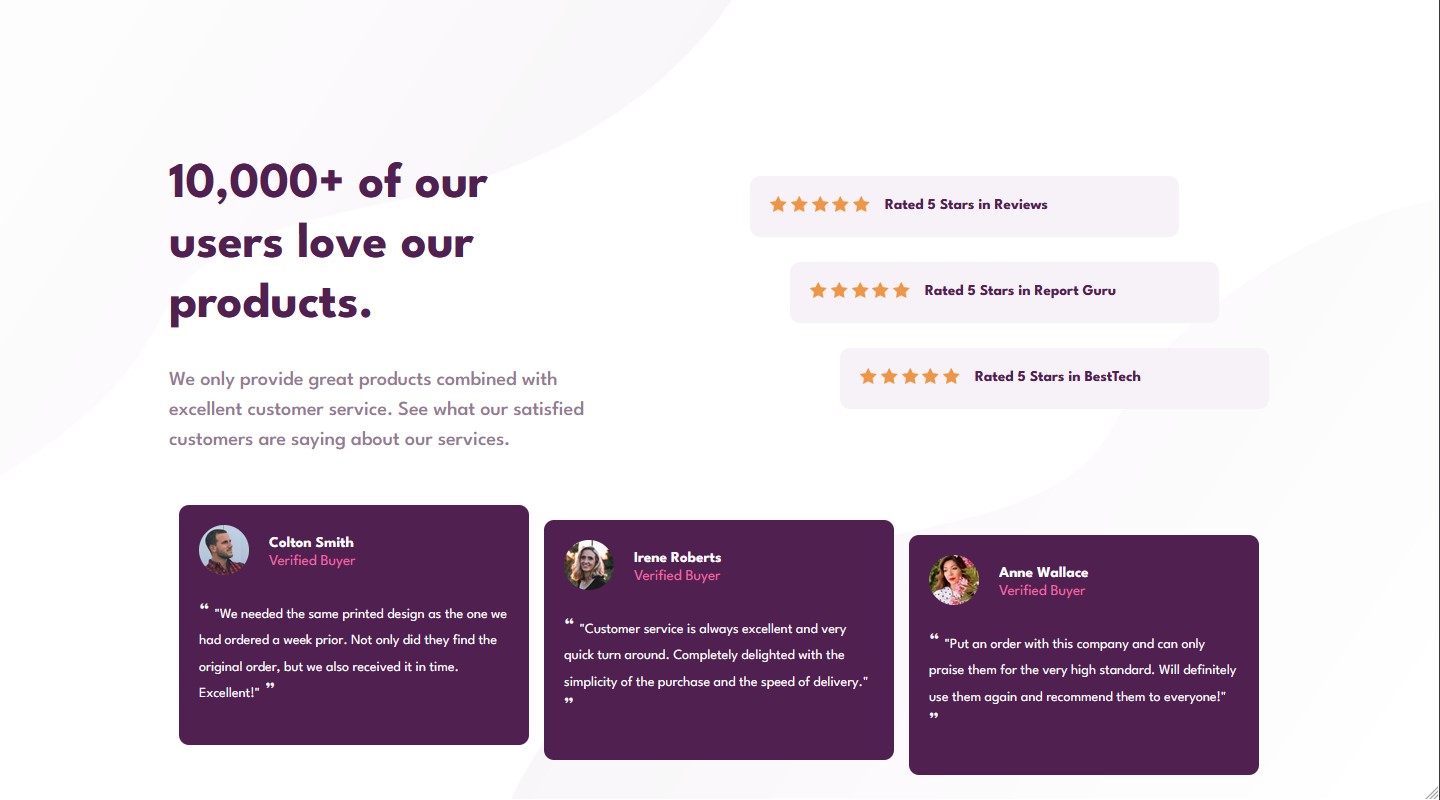 10,000+ of our
users love our
products.
We only provide great products combined with
excellent customer service. See what our satisfied
customers are saying about our services.
Rated 5 Stars in Reviews
Rated 5 Stars in Report Guru
Rated 5 Stars in BestTech
Colton Smith
Verified Buyer
“ "We needed the same printed design as the one we
had ordered a week prior. Not only did they find the
original order, but we also received it in time.
Excellent!" ”
Irene Roberts
Verified Buyer
“ "Customer service is always excellent and very
quick turn around. Completely delighted with the
simplicity of the purchase and the speed of delivery."
”
Anne Wallace
Verified Buyer
“ "Put an order with this company and can only
praise them for the very high standard. Will definitely
use them again and recommend them to everyone!"
”